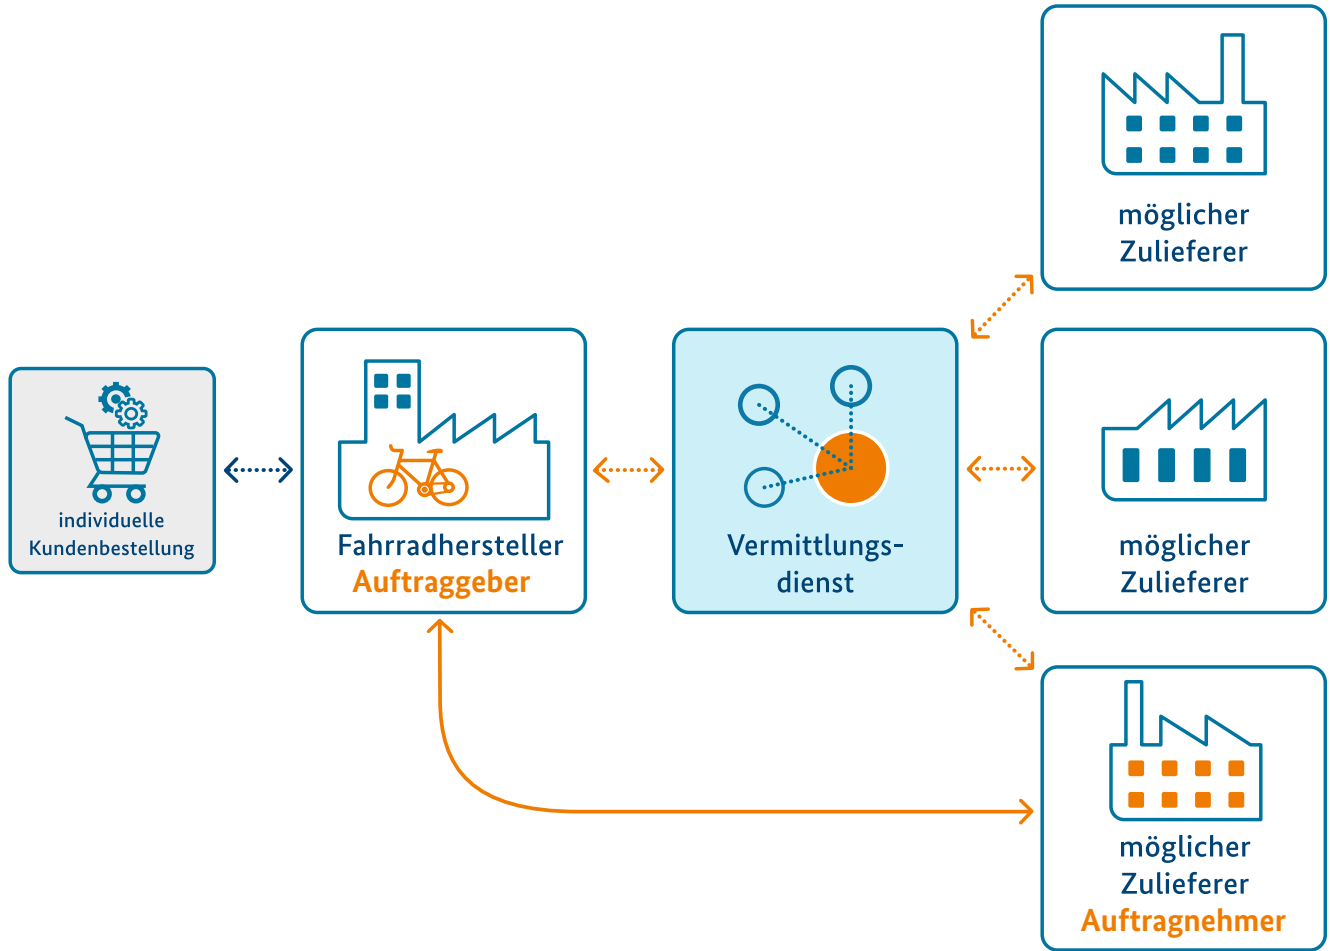 individuelle
Kundenbestellung
Fahrradhersteller
Auftraggeber
Vermittlungs-
dienst
möglicher
Zulieferer
möglicher
Zulieferer
möglicher
Zulieferer
Auftragnehmer